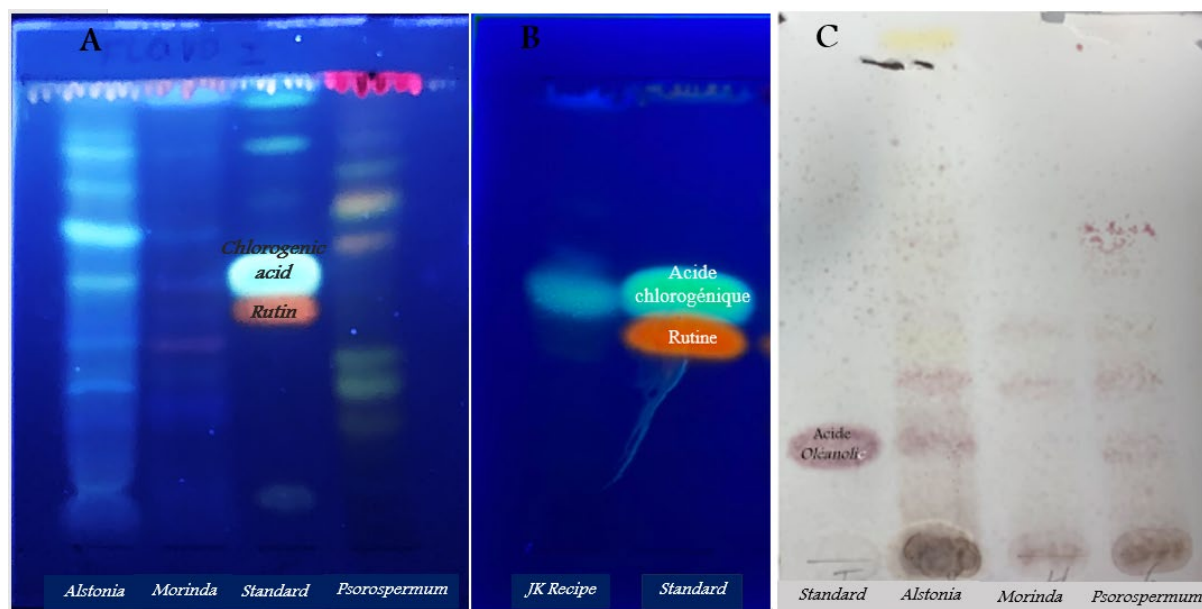 A
B
C
Chlorogenic
acid
Rutin
Acide
chlorogénique
Rutine
Acide
Oléanolic
Alstonia Morinda Standard Psorospermum
JK Recipe Standard
Standard Alstonia Morinda Psorospermum